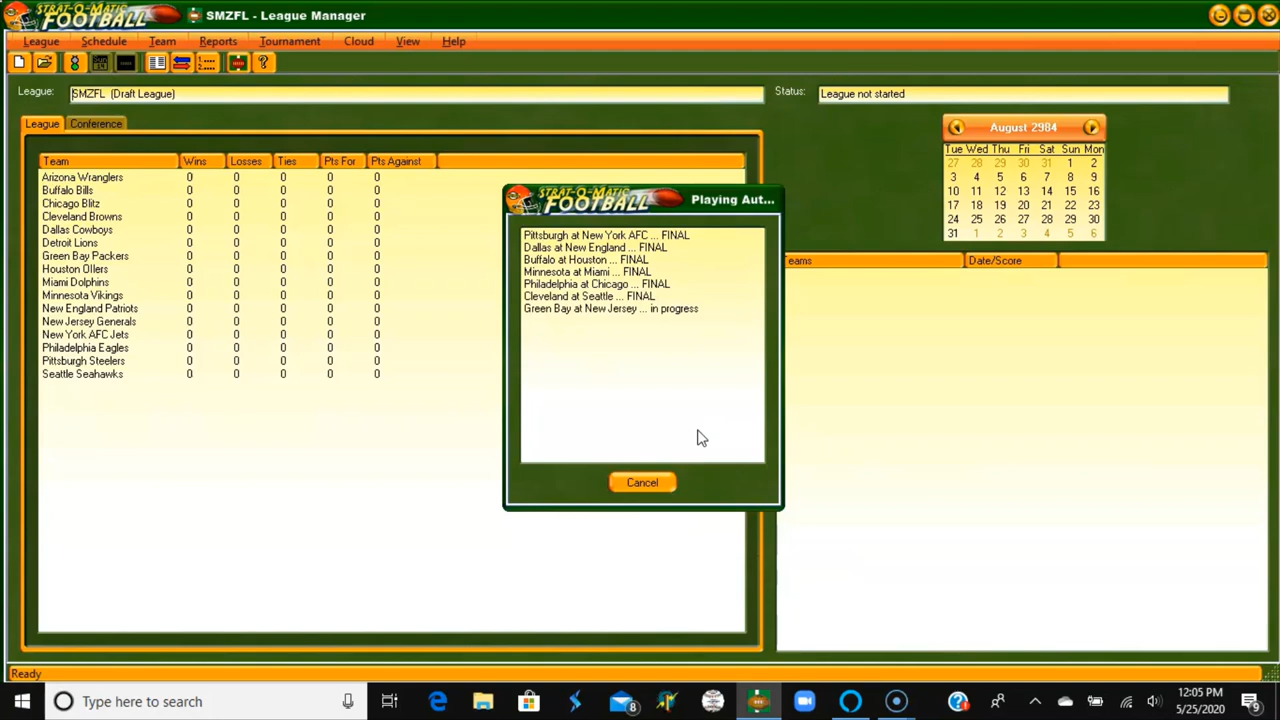 STRAT-O-MATIC FOOTBALL SMZFL - League Manager
League Schedule Team Reports Tournament Cloud View Help
League: SMZFL (Draft League) Status: League not started
League Conference
Team Wins Losses Ties Pts For Pts Against
Arizona Wranglers 0 0 0 0 0
Buffalo Bills 0 0 0 0 0
Chicago Blitz 0 0 0 0 0
Cleveland Browns 0 0 0 0 0
Dallas Cowboys 0 0 0 0 0
Detroit Lions 0 0 0 0 0
Green Bay Packers 0 0 0 0 0
Houston Oilers 0 0 0 0 0
Miami Dolphins 0 0 0 0 0
Minnesota Vikings 0 0 0 0 0
New England Patriots 0 0 0 0 0
New Jersey Generals 0 0 0 0 0
New York AFC Jets 0 0 0 0 0
Philadelphia Eagles 0 0 0 0 0
Pittsburgh Steelers 0 0 0 0 0
Seattle Seahawks 0 0 0 0 0
STRAT-O-MATIC FOOTBALL Playing Aut...
Pittsburgh at New York AFC ... FINAL
Dallas at New England ... FINAL
Buffalo at Houston ... FINAL
Minnesota at Miami ... FINAL
Philadelphia at Chicago ... FINAL
Cleveland at Seattle ... FINAL
Green Bay at New Jersey ... in progress
Cancel
August 2984
Tue Wed Thu Fri Sat Sun Mon
27 28 29 30 31 1 2
3 4 5 6 7 8 9
10 11 12 13 14 15 16
17 18 19 20 21 22 23
24 25 26 27 28 29 30
31 1 2 3 4 5 6
Teams Date/Score
Ready
Type here to search
8
12:05 PM
5/25/2020
9